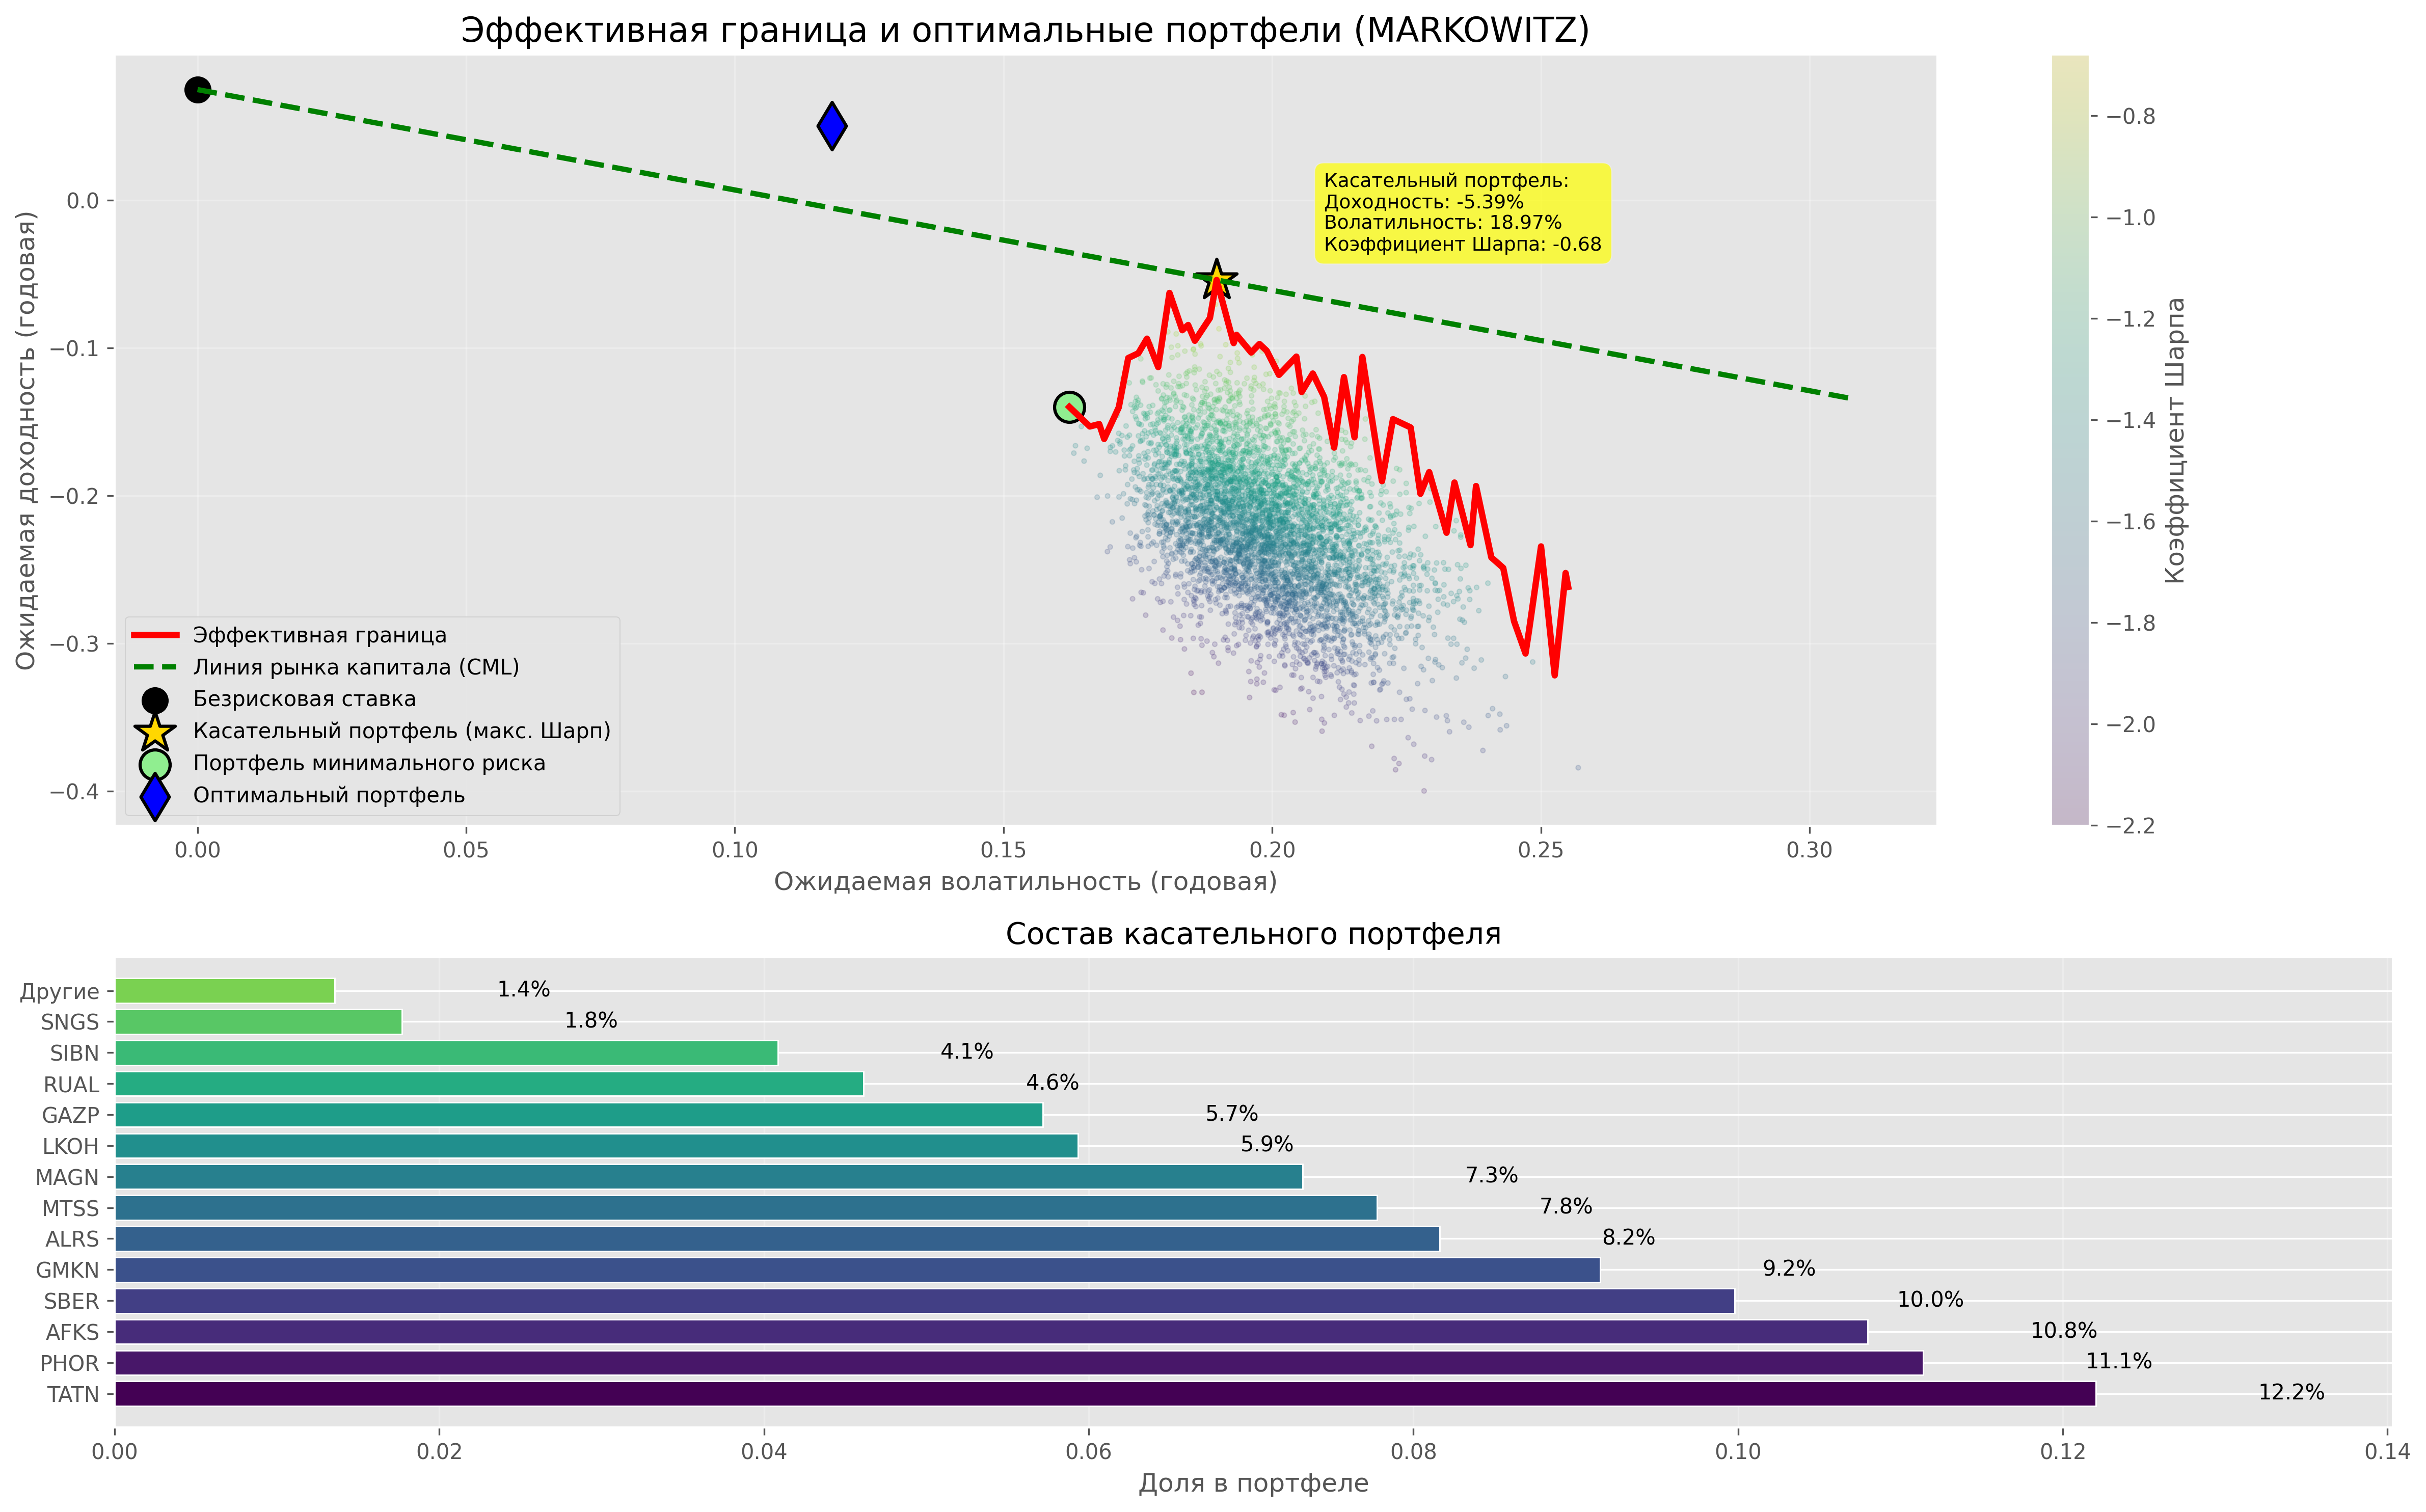 Эффективная граница и оптимальные портфели (MARKOWITZ)
Ожидаемая доходность (годовая)
0.0
−0.1
−0.2
−0.3
−0.4
Касательный портфель:
Доходность: -5.39%
Волатильность: 18.97%
Коэффициент Шарпа: -0.68
Эффективная граница
Линия рынка капитала (CML)
Безрисковая ставка
Касательный портфель (макс. Шарп)
Портфель минимального риска
Оптимальный портфель
0.00 0.05 0.10 0.15 0.20 0.25 0.30
Ожидаемая волатильность (годовая)
−0.8
−1.0
−1.2
−1.4
−1.6
−1.8
−2.0
−2.2
Коэффициент Шарпа
Состав касательного портфеля
Другие 1.4%
SNGS 1.8%
SIBN 4.1%
RUAL 4.6%
GAZP 5.7%
LKOH 5.9%
MAGN 7.3%
MTSS 7.8%
ALRS 8.2%
GMKN 9.2%
SBER 10.0%
AFKS 10.8%
PHOR 11.1%
TATN 12.2%
0.00 0.02 0.04 0.06 0.08 0.10 0.12 0.14
Доля в портфеле